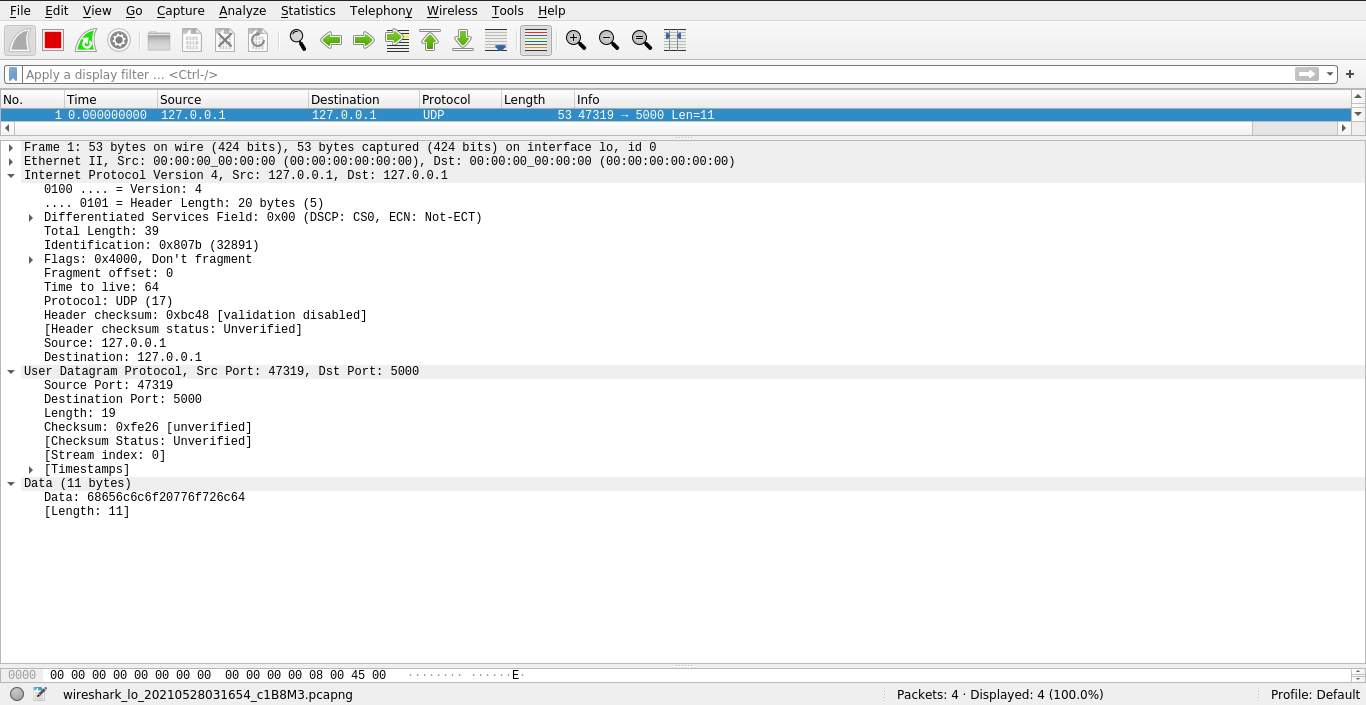 File Edit View Go Capture Analyze Statistics Telephony Wireless Tools Help
Apply a display filter ... <Ctrl-/>
+
No. Time Source Destination Protocol Length Info
1 0.000000000 127.0.0.1 127.0.0.1 UDP 53 47319 → 5000 Len=11
Frame 1: 53 bytes on wire (424 bits), 53 bytes captured (424 bits) on interface lo, id 0
Ethernet II, Src: 00:00:00_00:00:00 (00:00:00:00:00:00), Dst: 00:00:00_00:00:00 (00:00:00:00:00:00)
Internet Protocol Version 4, Src: 127.0.0.1, Dst: 127.0.0.1
0100 .... = Version: 4
.... 0101 = Header Length: 20 bytes (5)
Differentiated Services Field: 0x00 (DSCP: CS0, ECN: Not-ECT)
Total Length: 39
Identification: 0x807b (32891)
Flags: 0x4000, Don't fragment
Fragment offset: 0
Time to live: 64
Protocol: UDP (17)
Header checksum: 0xbc48 [validation disabled]
[Header checksum status: Unverified]
Source: 127.0.0.1
Destination: 127.0.0.1
User Datagram Protocol, Src Port: 47319, Dst Port: 5000
Source Port: 47319
Destination Port: 5000
Length: 19
Checksum: 0xfe26 [unverified]
[Checksum Status: Unverified]
[Stream index: 0]
[Timestamps]
Data (11 bytes)
Data: 68656c6c6f20776f726c64
[Length: 11]
0000 00 00 00 00 00 00 00 00 00 00 00 00 08 00 45 00 ········ ······E·
wireshark_lo_20210528031654_c1B8M3.pcapng Packets: 4 · Displayed: 4 (100.0%) Profile: Default